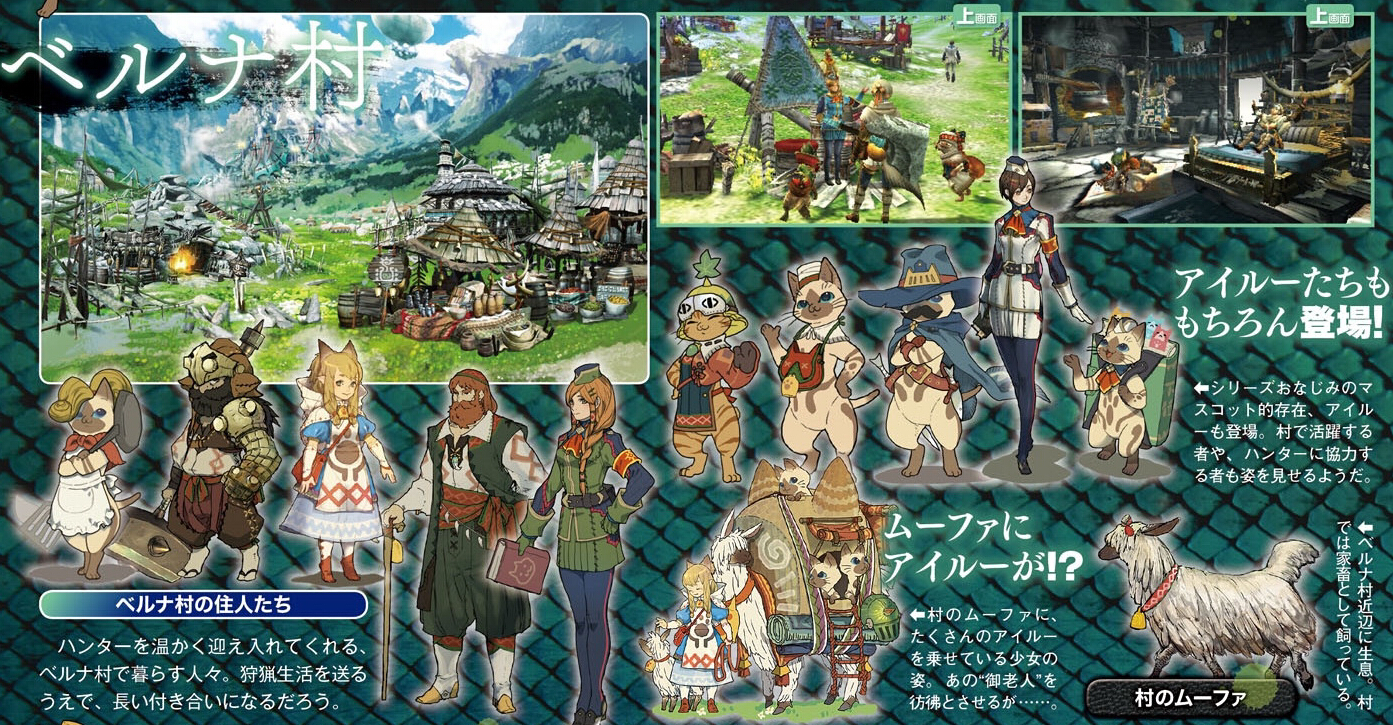 ベルナ村
上画面
上画面
アイルーたちも
もちろん登場!
←シリーズおなじみのマ
スコット的存在、アイル
ーも登場。村で活躍する
者や、ハンターに協力す
る者も姿を見せるようだ。
ベルナ村の住人たち
ハンターを温かく迎え入れてくれる、
ベルナ村で暮らす人々。狩猟生活を送る
うえで、長い付き合いになるだろう。
ムーファに
アイルーが!?
←村のムーファに、
たくさんのアイルー
を乗せている少女の
姿。あの“御老人”を
彷彿とさせるが……。
←ベルナ村近辺に生息。村
では家畜として飼っている。
村のムーファ